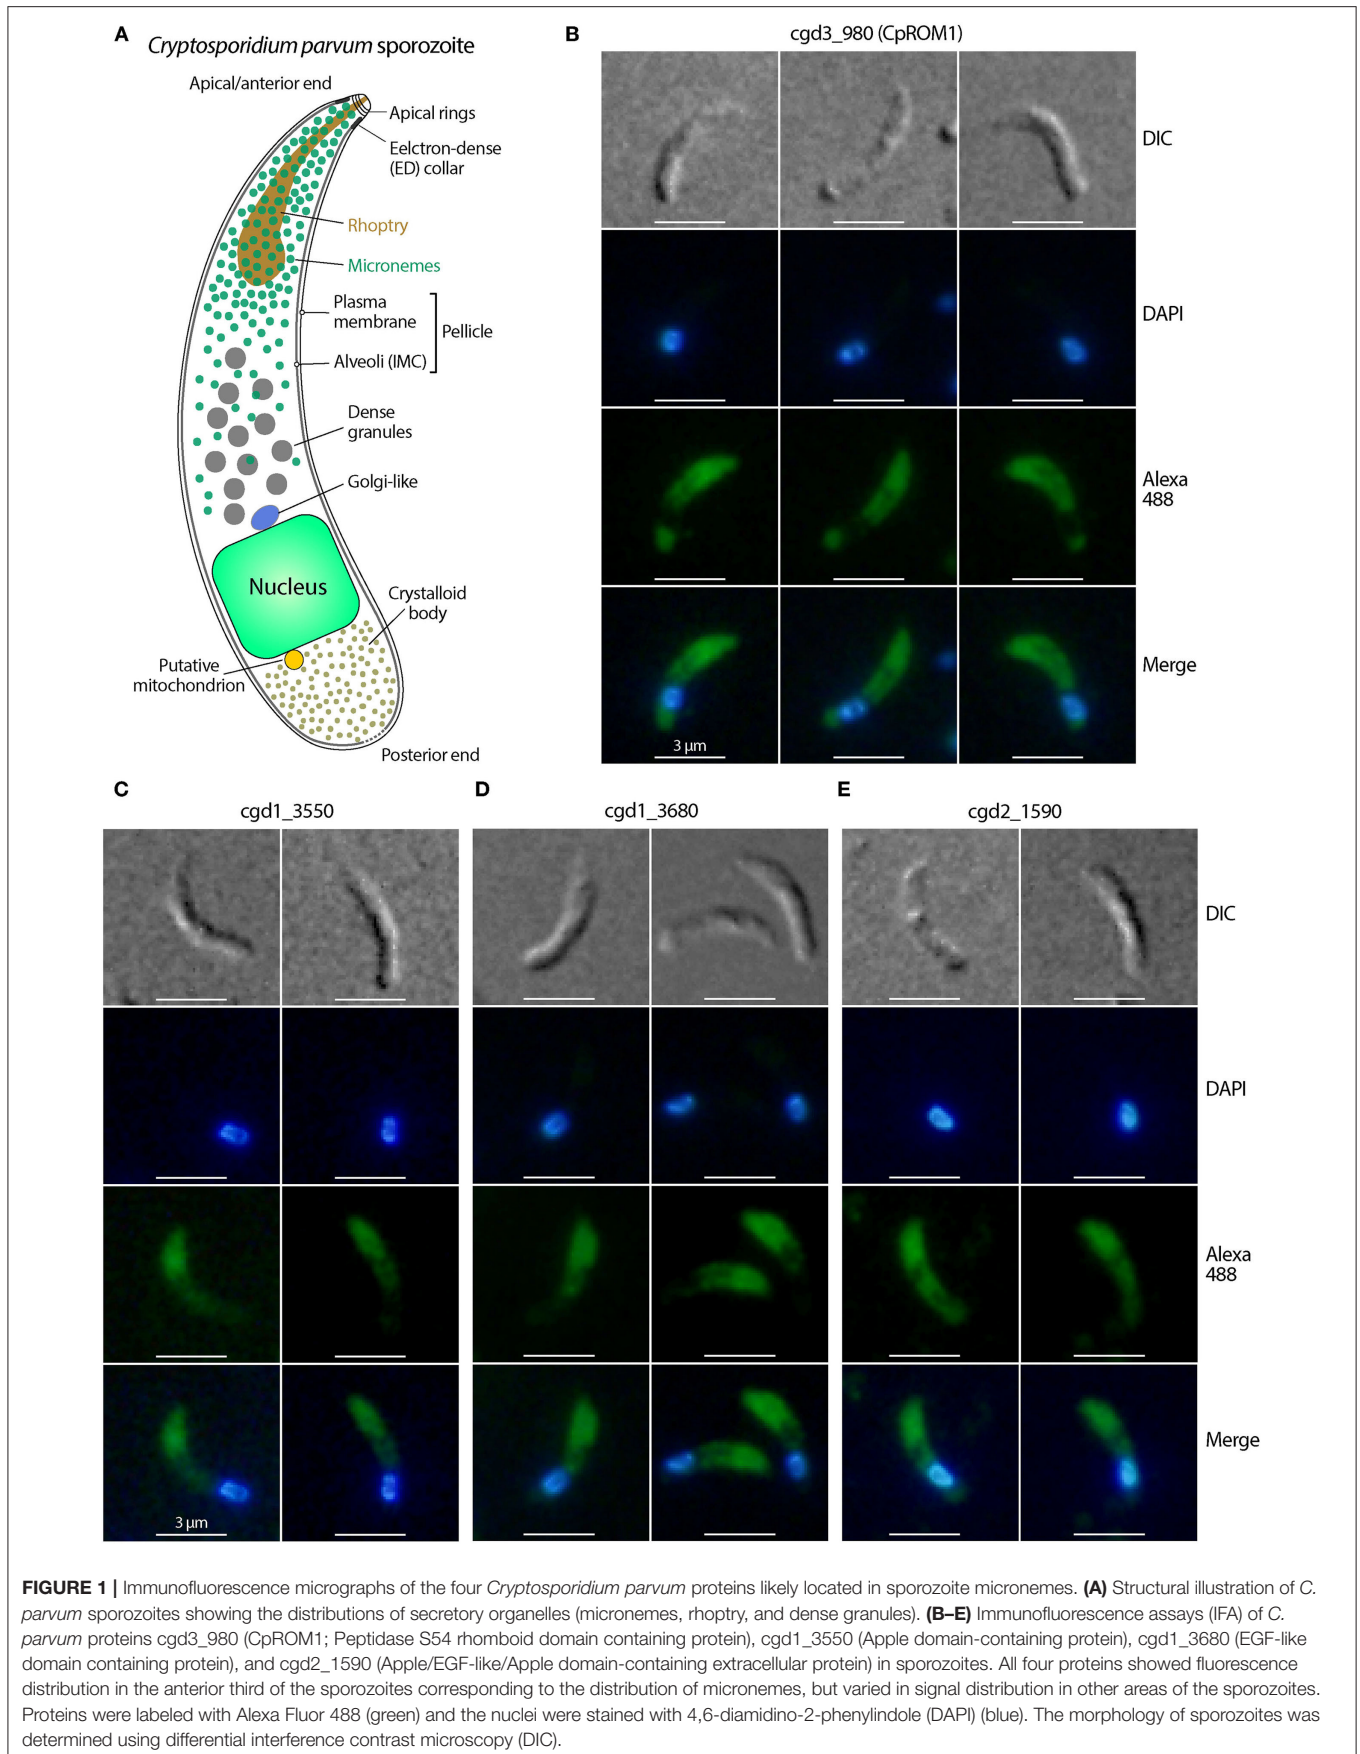 A
Cryptosporidium parvum sporozoite
Apical/anterior end
Apical rings
Eelctron-dense
(ED) collar
Rhoptry
Micronemes
Plasma
membrane
Pellicle
Alveoli (IMC)
Dense
granules
Golgi-like
Nucleus
Crystalloid
body
Putative
mitochondrion
Posterior end
B
cgd3_980 (CpROM1)
DIC
DAPI
Alexa
488
Merge
3 µm
C
cgd1_3550
D
cgd1_3680
E
cgd2_1590
DIC
DAPI
Alexa
488
Merge
3 µm
FIGURE 1 | Immunofluorescence micrographs of the four Cryptosporidium parvum proteins likely located in sporozoite micronemes. (A) Structural illustration of C.
parvum sporozoites showing the distributions of secretory organelles (micronemes, rhoptry, and dense granules). (B–E) Immunofluorescence assays (IFA) of C.
parvum proteins cgd3_980 (CpROM1; Peptidase S54 rhomboid domain containing protein), cgd1_3550 (Apple domain-containing protein), cgd1_3680 (EGF-like
domain containing protein), and cgd2_1590 (Apple/EGF-like/Apple domain-containing extracellular protein) in sporozoites. All four proteins showed fluorescence
distribution in the anterior third of the sporozoites corresponding to the distribution of micronemes, but varied in signal distribution in other areas of the sporozoites.
Proteins were labeled with Alexa Fluor 488 (green) and the nuclei were stained with 4,6-diamidino-2-phenylindole (DAPI) (blue). The morphology of sporozoites was
determined using differential interference contrast microscopy (DIC).